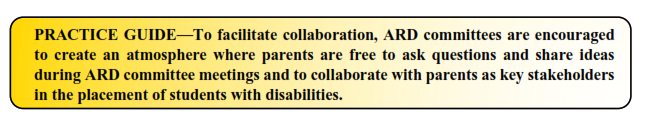 PRACTICE GUIDE—To facilitate collaboration, ARD committees are encouraged
to create an atmosphere where parents are free to ask questions and share ideas
during ARD committee meetings and to collaborate with parents as key stakeholders
in the placement of students with disabilities.